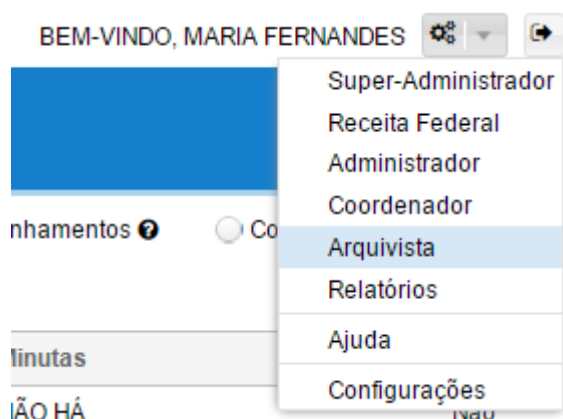 BEM-VINDO, MARIA FERNANDES
Super-Administrador
Receita Federal
Administrador
Coordenador
nhamentos
Co
Arquivista
Relatórios
Ajuda
Minutas
Configurações
ÃO HÁ
Não